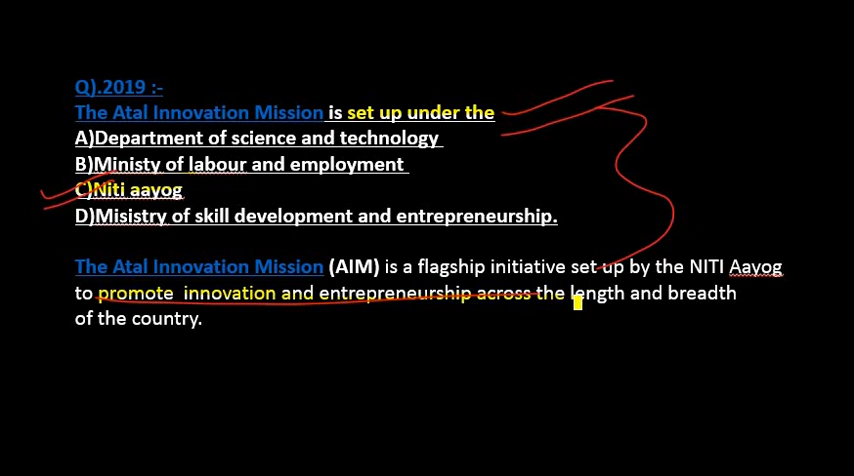 Q).2019 :-
The Atal Innovation Mission is set up under the
A)Department of science and technology
B)Ministy of labour and employment
C)Niti aayog
D)Misistry of skill development and entrepreneurship.
The Atal Innovation Mission (AIM) is a flagship initiative set up by the NITI Aayog
to promote innovation and entrepreneurship across the length and breadth
of the country.